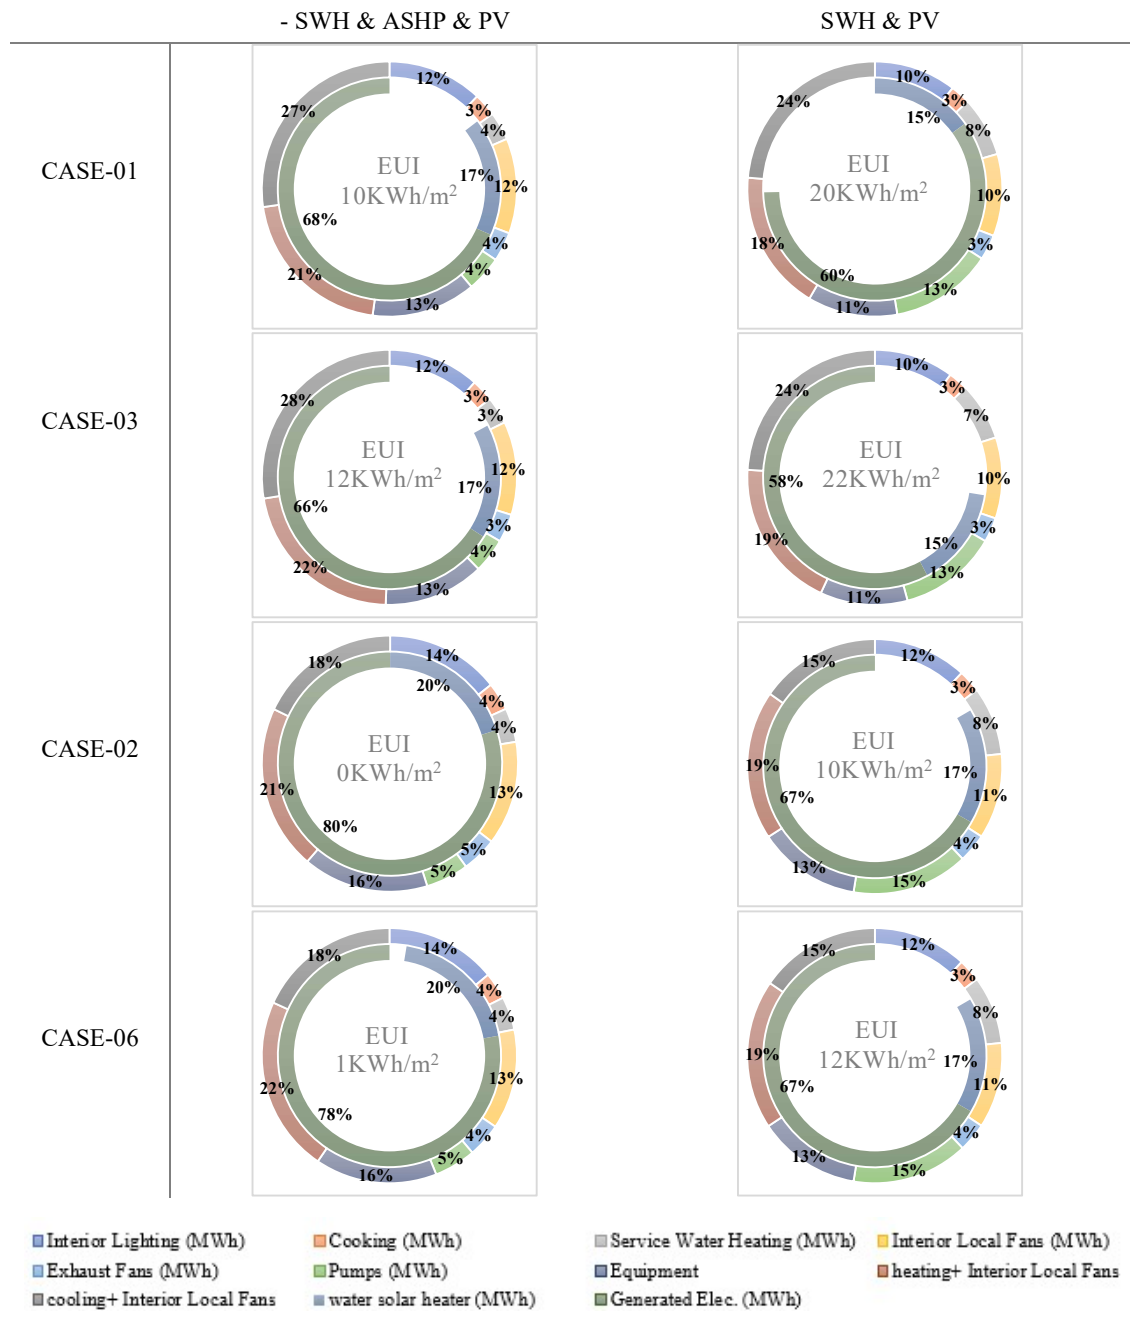 - SWH & ASHP & PV
SWH & PV
CASE-01
12%
3%
4%
12%
4%
4%
13%
21%
27%
17%
68%
EUI
10KWh/m²
10%
3%
8%
10%
3%
13%
11%
18%
24%
15%
60%
EUI
20KWh/m²
CASE-03
12%
3%
3%
12%
3%
4%
13%
22%
28%
17%
66%
EUI
12KWh/m²
10%
3%
7%
10%
3%
13%
11%
19%
24%
15%
58%
EUI
22KWh/m²
CASE-02
14%
4%
4%
13%
5%
5%
16%
21%
18%
20%
80%
EUI
0KWh/m²
12%
3%
8%
11%
4%
15%
13%
19%
15%
17%
67%
EUI
10KWh/m²
CASE-06
14%
4%
4%
13%
4%
5%
16%
22%
18%
20%
78%
EUI
1KWh/m²
12%
3%
8%
11%
4%
15%
13%
19%
15%
17%
67%
EUI
12KWh/m²
Interior Lighting (MWh)
Cooking (MWh)
Service Water Heating (MWh)
Interior Local Fans (MWh)
Exhaust Fans (MWh)
Pumps (MWh)
Equipment
heating+ Interior Local Fans
cooling+ Interior Local Fans
water solar heater (MWh)
Generated Elec. (MWh)